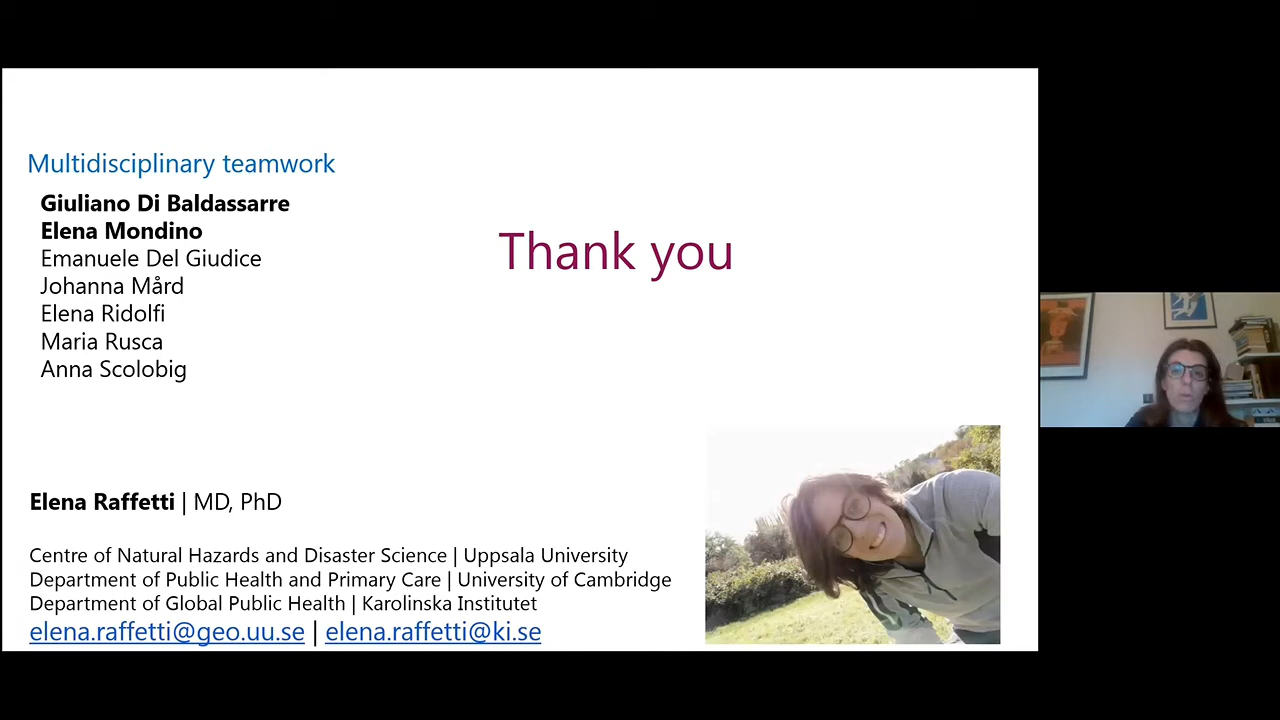 Multidisciplinary teamwork
Giuliano Di Baldassarre
Elena Mondino
Emanuele Del Giudice
Johanna Mård
Elena Ridolfi
Maria Rusca
Anna Scolobig
Thank you
Elena Raffetti | MD, PhD
Centre of Natural Hazards and Disaster Science | Uppsala University
Department of Public Health and Primary Care | University of Cambridge
Department of Global Public Health | Karolinska Institutet
elena.raffetti@geo.uu.se | elena.raffetti@ki.se